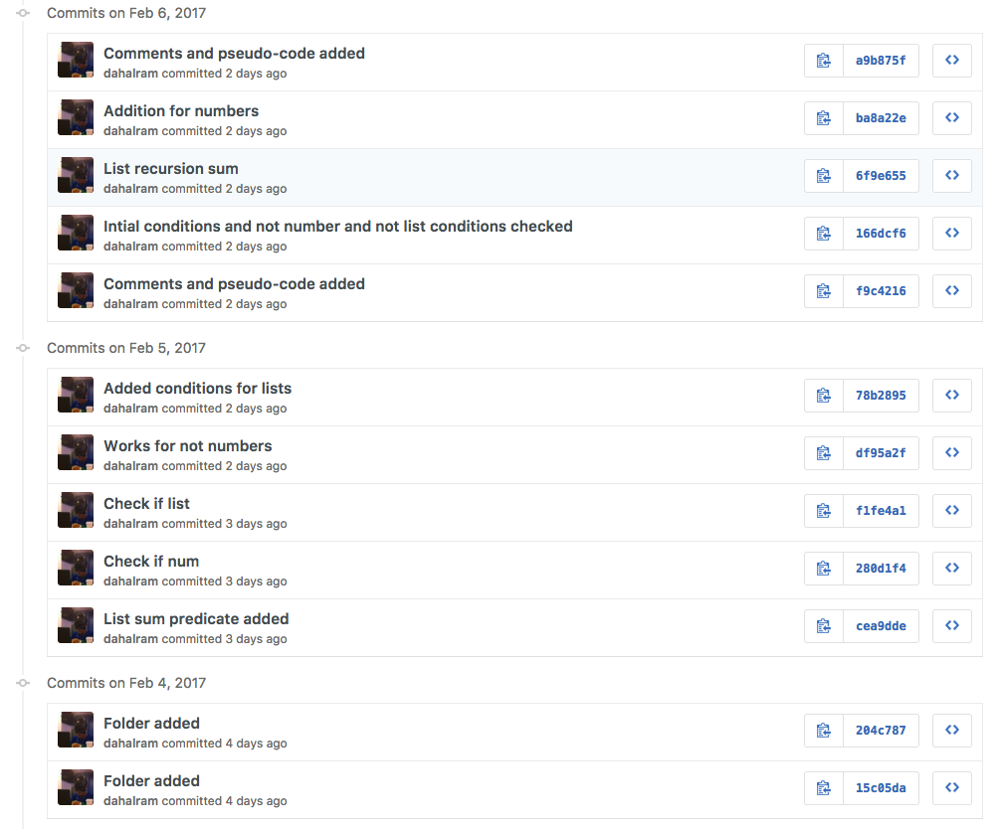 Commits on Feb 6, 2017
Comments and pseudo-code added
dahalram committed 2 days ago
a9b875f
Addition for numbers
dahalram committed 2 days ago
ba8a22e
List recursion sum
dahalram committed 2 days ago
6f9e655
Intial conditions and not number and not list conditions checked
dahalram committed 2 days ago
166dcf6
Comments and pseudo-code added
dahalram committed 2 days ago
f9c4216
Commits on Feb 5, 2017
Added conditions for lists
dahalram committed 2 days ago
78b2895
Works for not numbers
dahalram committed 2 days ago
df95a2f
Check if list
dahalram committed 3 days ago
f1fe4a1
Check if num
dahalram committed 3 days ago
280d1f4
List sum predicate added
dahalram committed 3 days ago
cea9dde
Commits on Feb 4, 2017
Folder added
dahalram committed 4 days ago
204c787
Folder added
dahalram committed 4 days ago
15c05da